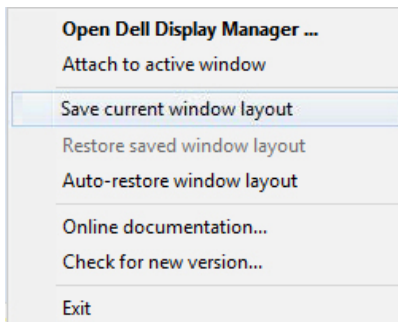 Open Dell Display Manager ...
Attach to active window
Save current window layout
Restore saved window layout
Auto-restore window layout
Online documentation...
Check for new version...
Exit